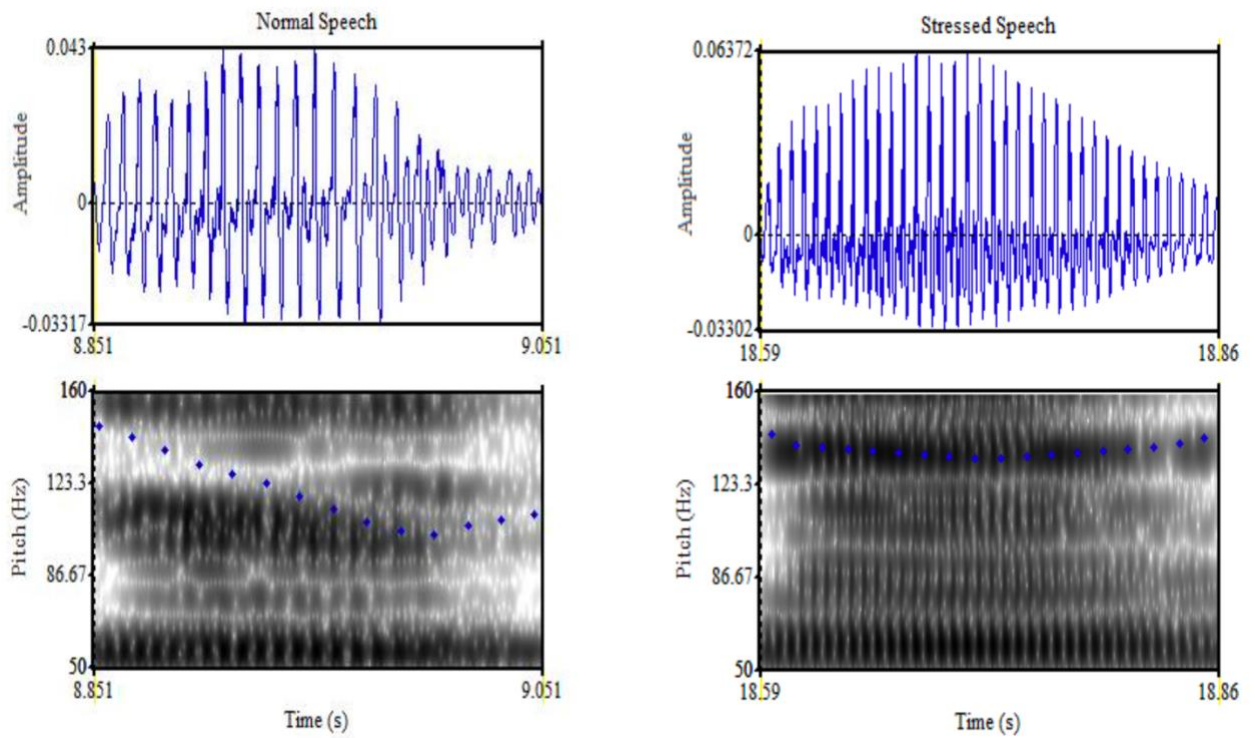 Normal Speech
0.043
Amplitude
0
-0.03317
8.851
9.051
Stressed Speech
0.06372
Amplitude
0
-0.03302
18.59
18.86
160
123.3
Pitch (Hz)
86.67
50
8.851
9.051
Time (s)
160
123.3
Pitch (Hz)
86.67
50
18.59
18.86
Time (s)